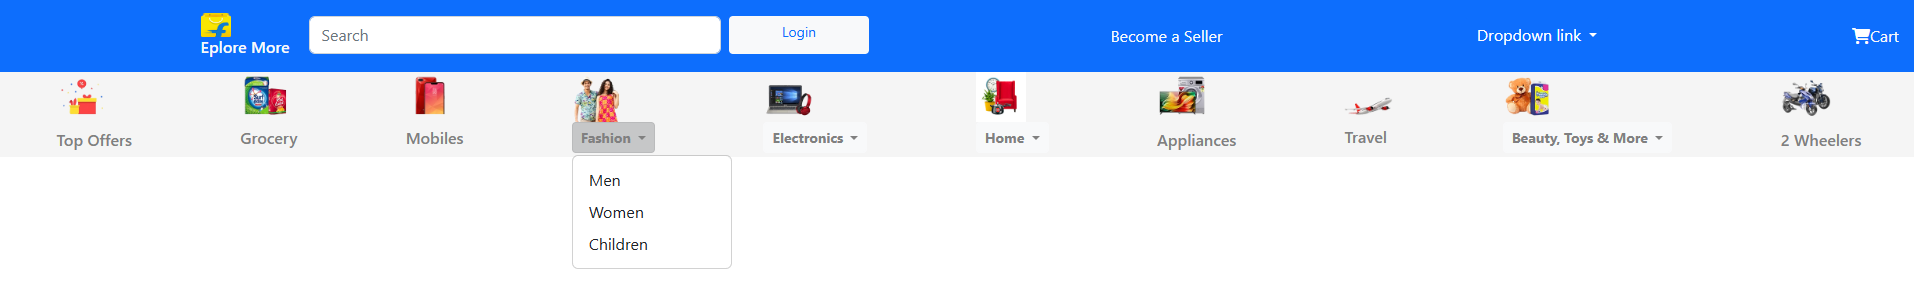 Eplore More
Search
Login
Become a Seller
Dropdown link
Cart
Top Offers
Grocery
Mobiles
Fashion
Electronics
Home
Appliances
Travel
Beauty, Toys & More
2 Wheelers
Men
Women
Children